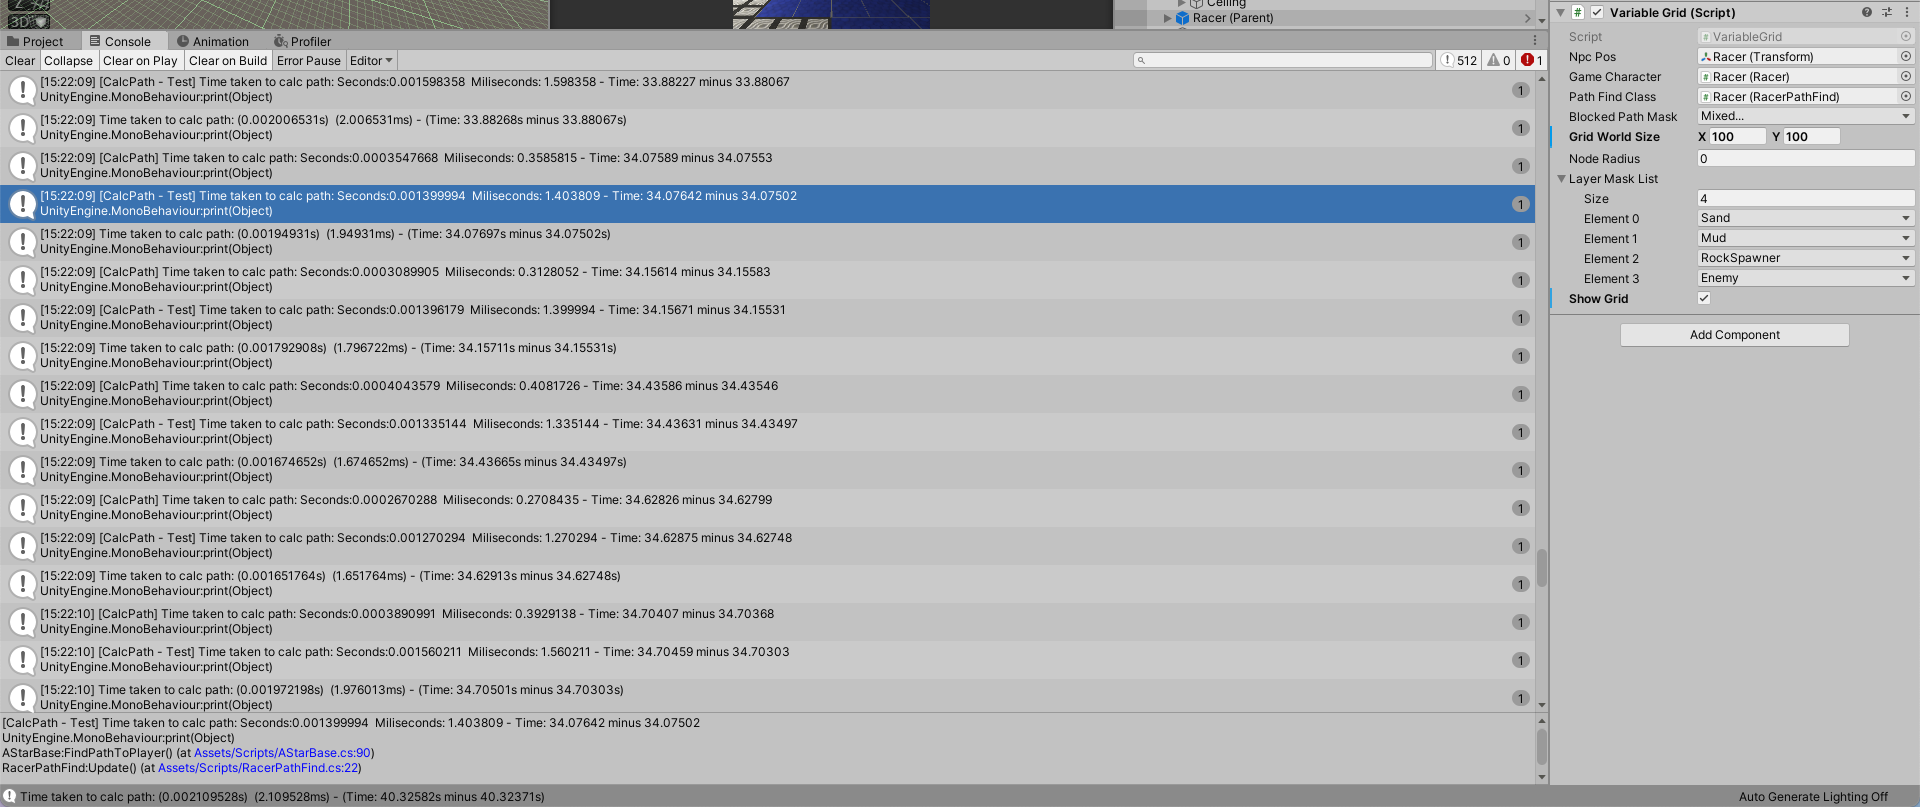 3D
Ceiling
Racer (Parent)
Project
Console
Animation
Profiler
Clear
Collapse
Clear on Play
Clear on Build
Error Pause
Editor
512
0
1
[15:22:09] [CalcPath - Test] Time taken to calc path: Seconds:0.001598358  Miliseconds: 1.598358 - Time: 33.88227 minus 33.88067
UnityEngine.MonoBehaviour:print(Object)
1
[15:22:09] Time taken to calc path: (0.002006531s)  (2.006531ms) - (Time: 33.88268s minus 33.88067s)
UnityEngine.MonoBehaviour:print(Object)
1
[15:22:09] [CalcPath] Time taken to calc path: Seconds:0.0003547668  Miliseconds: 0.3585815 - Time: 34.07589 minus 34.07553
UnityEngine.MonoBehaviour:print(Object)
1
[15:22:09] [CalcPath - Test] Time taken to calc path: Seconds:0.001399994  Miliseconds: 1.403809 - Time: 34.07642 minus 34.07502
UnityEngine.MonoBehaviour:print(Object)
1
[15:22:09] Time taken to calc path: (0.00194931s)  (1.94931ms) - (Time: 34.07697s minus 34.07502s)
UnityEngine.MonoBehaviour:print(Object)
1
[15:22:09] [CalcPath] Time taken to calc path: Seconds:0.0003089905  Miliseconds: 0.3128052 - Time: 34.15614 minus 34.15583
UnityEngine.MonoBehaviour:print(Object)
1
[15:22:09] [CalcPath - Test] Time taken to calc path: Seconds:0.001396179  Miliseconds: 1.399994 - Time: 34.15671 minus 34.15531
UnityEngine.MonoBehaviour:print(Object)
1
[15:22:09] Time taken to calc path: (0.001792908s)  (1.796722ms) - (Time: 34.15711s minus 34.15531s)
UnityEngine.MonoBehaviour:print(Object)
1
[15:22:09] [CalcPath] Time taken to calc path: Seconds:0.0004043579  Miliseconds: 0.4081726 - Time: 34.43586 minus 34.43546
UnityEngine.MonoBehaviour:print(Object)
1
[15:22:09] [CalcPath - Test] Time taken to calc path: Seconds:0.001335144  Miliseconds: 1.335144 - Time: 34.43631 minus 34.43497
UnityEngine.MonoBehaviour:print(Object)
1
[15:22:09] Time taken to calc path: (0.001674652s)  (1.674652ms) - (Time: 34.43665s minus 34.43497s)
UnityEngine.MonoBehaviour:print(Object)
1
[15:22:09] [CalcPath] Time taken to calc path: Seconds:0.0002670288  Miliseconds: 0.2708435 - Time: 34.62826 minus 34.62799
UnityEngine.MonoBehaviour:print(Object)
1
[15:22:09] [CalcPath - Test] Time taken to calc path: Seconds:0.001270294  Miliseconds: 1.270294 - Time: 34.62875 minus 34.62748
UnityEngine.MonoBehaviour:print(Object)
1
[15:22:09] Time taken to calc path: (0.001651764s)  (1.651764ms) - (Time: 34.62913s minus 34.62748s)
UnityEngine.MonoBehaviour:print(Object)
1
[15:22:10] [CalcPath] Time taken to calc path: Seconds:0.0003890991  Miliseconds: 0.3929138 - Time: 34.70407 minus 34.70368
UnityEngine.MonoBehaviour:print(Object)
1
[15:22:10] [CalcPath - Test] Time taken to calc path: Seconds:0.001560211  Miliseconds: 1.560211 - Time: 34.70459 minus 34.70303
UnityEngine.MonoBehaviour:print(Object)
1
[15:22:10] Time taken to calc path: (0.001972198s)  (1.976013ms) - (Time: 34.70501s minus 34.70303s)
UnityEngine.MonoBehaviour:print(Object)
1
[CalcPath - Test] Time taken to calc path: Seconds:0.001399994  Miliseconds: 1.403809 - Time: 34.07642 minus 34.07502
UnityEngine.MonoBehaviour:print(Object)
AStarBase:FindPathToPlayer() (at Assets/Scripts/AStarBase.cs:90)
RacerPathFind:Update() (at Assets/Scripts/RacerPathFind.cs:22)
Time taken to calc path: (0.002109528s)  (2.109528ms) - (Time: 40.32582s minus 40.32371s)
Variable Grid (Script)
Script VariableGrid
Npc Pos Racer (Transform)
Game Character Racer (Racer)
Path Find Class Racer (RacerPathFind)
Blocked Path Mask Mixed...
Grid World Size X 100 Y 100
Node Radius 0
Layer Mask List
Size 4
Element 0 Sand
Element 1 Mud
Element 2 RockSpawner
Element 3 Enemy
Show Grid
Add Component
Auto Generate Lighting Off